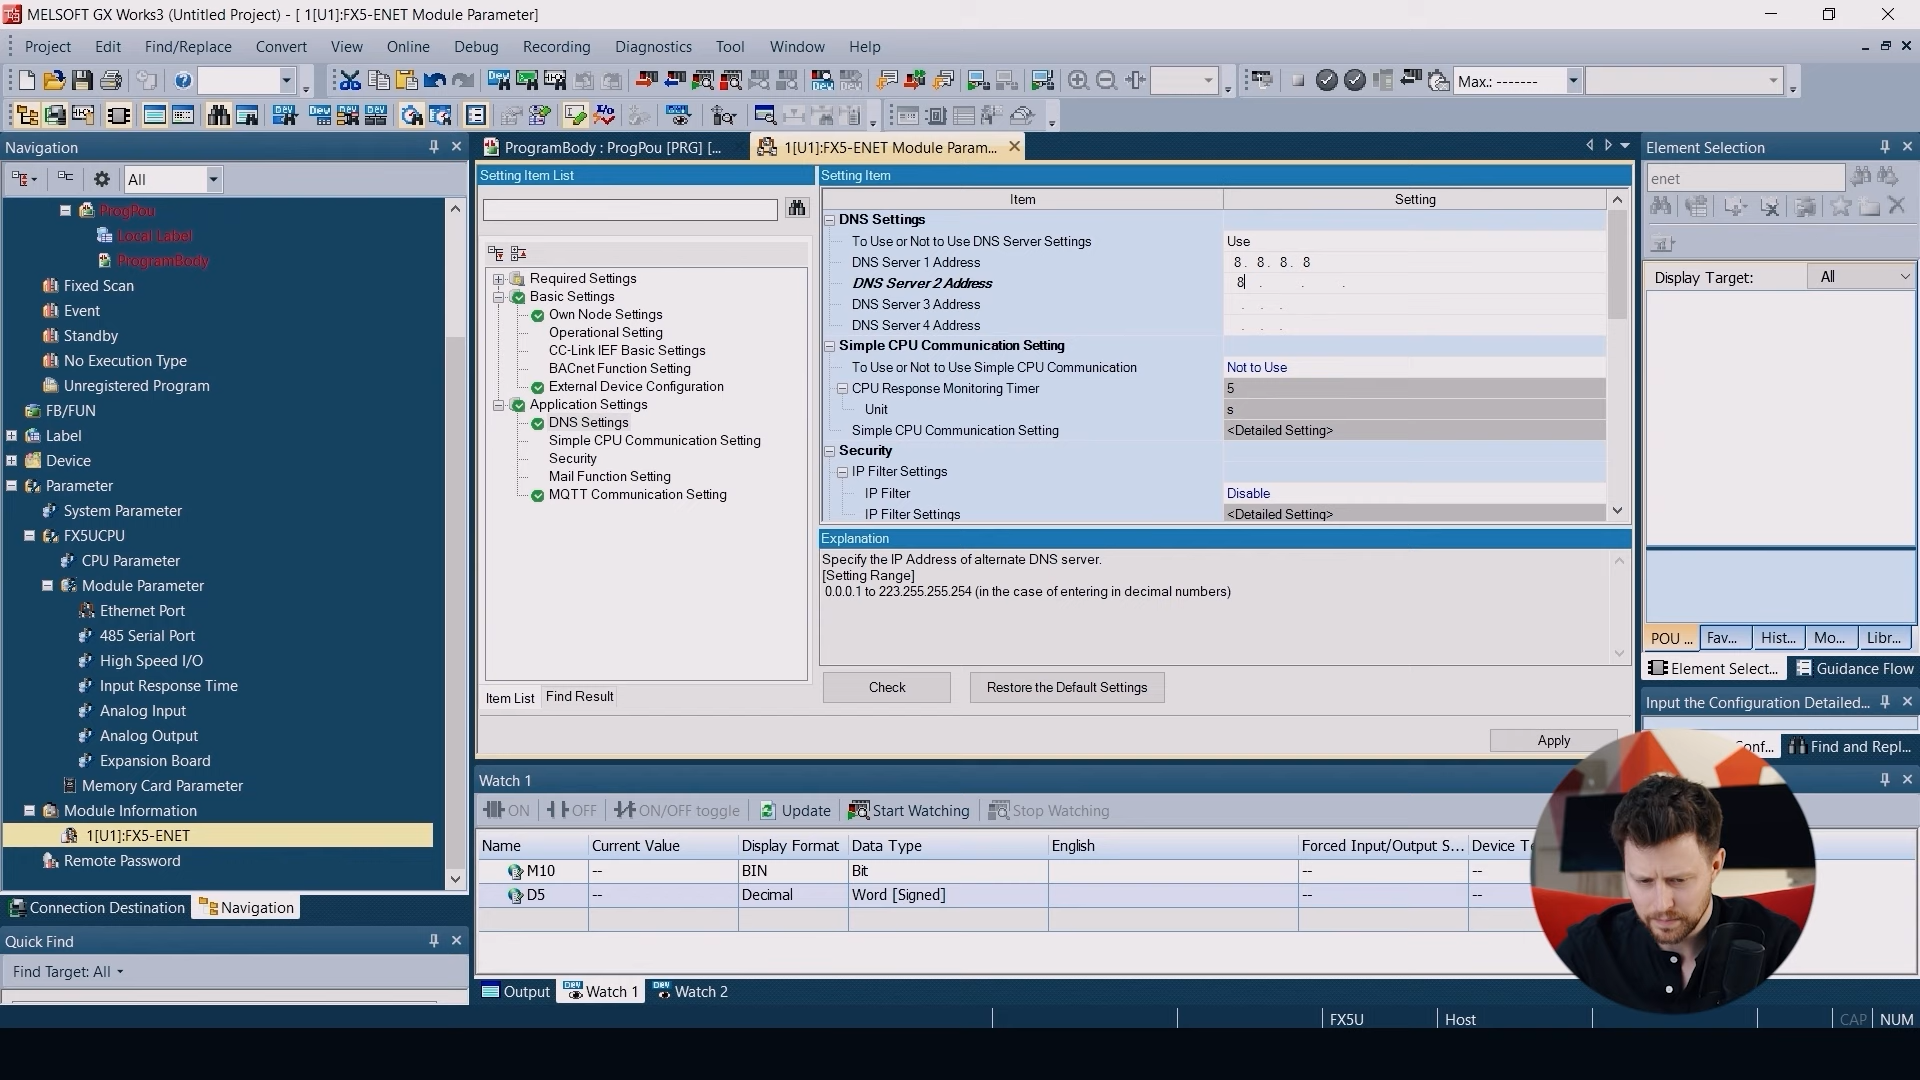 MELSOFT GX Works3 (Untitled Project) - [ 1[U1]:FX5-ENET Module Parameter]
Project Edit Find/Replace Convert View Online Debug Recording Diagnostics Tool Window Help
Max.: -------
Navigation
All
ProgPou
Local Label
ProgramBody
Fixed Scan
Event
Standby
No Execution Type
Unregistered Program
FB/FUN
Label
Device
Parameter
System Parameter
FX5UCPU
CPU Parameter
Module Parameter
Ethernet Port
485 Serial Port
High Speed I/O
Input Response Time
Analog Input
Analog Output
Expansion Board
Memory Card Parameter
Module Information
1[U1]:FX5-ENET
Remote Password
Connection Destination Navigation
Quick Find
Find Target: All
ProgramBody : ProgPou [PRG] [... 1[U1]:FX5-ENET Module Param...
Setting Item List
Required Settings
Basic Settings
Own Node Settings
Operational Setting
CC-Link IEF Basic Settings
BACnet Function Setting
External Device Configuration
Application Settings
DNS Settings
Simple CPU Communication Setting
Security
Mail Function Setting
MQTT Communication Setting
Item List Find Result
Setting Item
Item Setting
DNS Settings
To Use or Not to Use DNS Server Settings Use
DNS Server 1 Address 8. 8. 8. 8
DNS Server 2 Address 8 . . .
DNS Server 3 Address . . .
DNS Server 4 Address . . .
Simple CPU Communication Setting
To Use or Not to Use Simple CPU Communication Not to Use
CPU Response Monitoring Timer 5
Unit s
Simple CPU Communication Setting <Detailed Setting>
Security
IP Filter Settings
IP Filter Disable
IP Filter Settings <Detailed Setting>
Explanation
Specify the IP Address of alternate DNS server.
[Setting Range]
0.0.0.1 to 223.255.255.254 (in the case of entering in decimal numbers)
Check Restore the Default Settings
Apply
Element Selection
enet
Display Target: All
POU ... Fav... Hist... Mo... Libr...
Element Select... Guidance Flow
Input the Configuration Detailed...
Conf... Find and Repl...
Watch 1
ON OFF ON/OFF toggle Update Start Watching Stop Watching
Name Current Value Display Format Data Type English Forced Input/Output S... Device Te
M10 -- BIN Bit -- --
D5 -- Decimal Word [Signed] -- --
Output Watch 1 Watch 2
FX5U Host CAP NUM